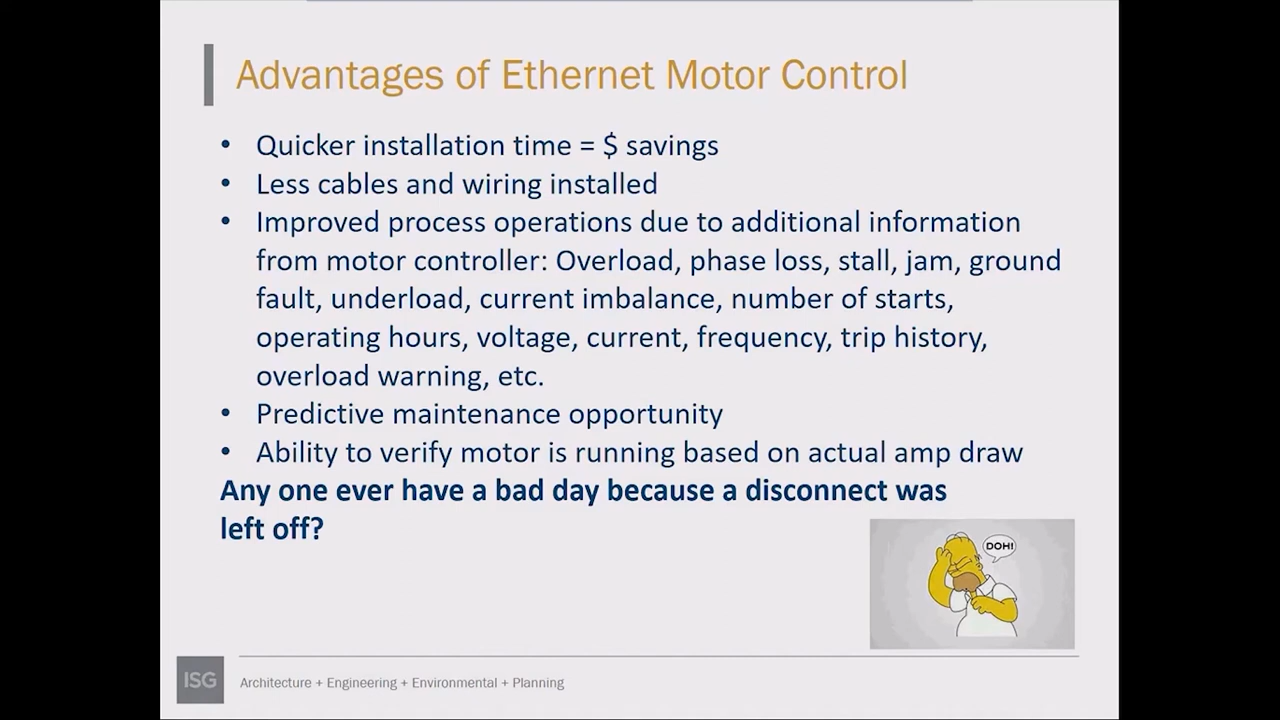 Advantages of Ethernet Motor Control
• Quicker installation time = $ savings
• Less cables and wiring installed
• Improved process operations due to additional information
from motor controller: Overload, phase loss, stall, jam, ground
fault, underload, current imbalance, number of starts,
operating hours, voltage, current, frequency, trip history,
overload warning, etc.
• Predictive maintenance opportunity
• Ability to verify motor is running based on actual amp draw
Any one ever have a bad day because a disconnect was
left off?
DOH!
ISG
Architecture + Engineering + Environmental + Planning